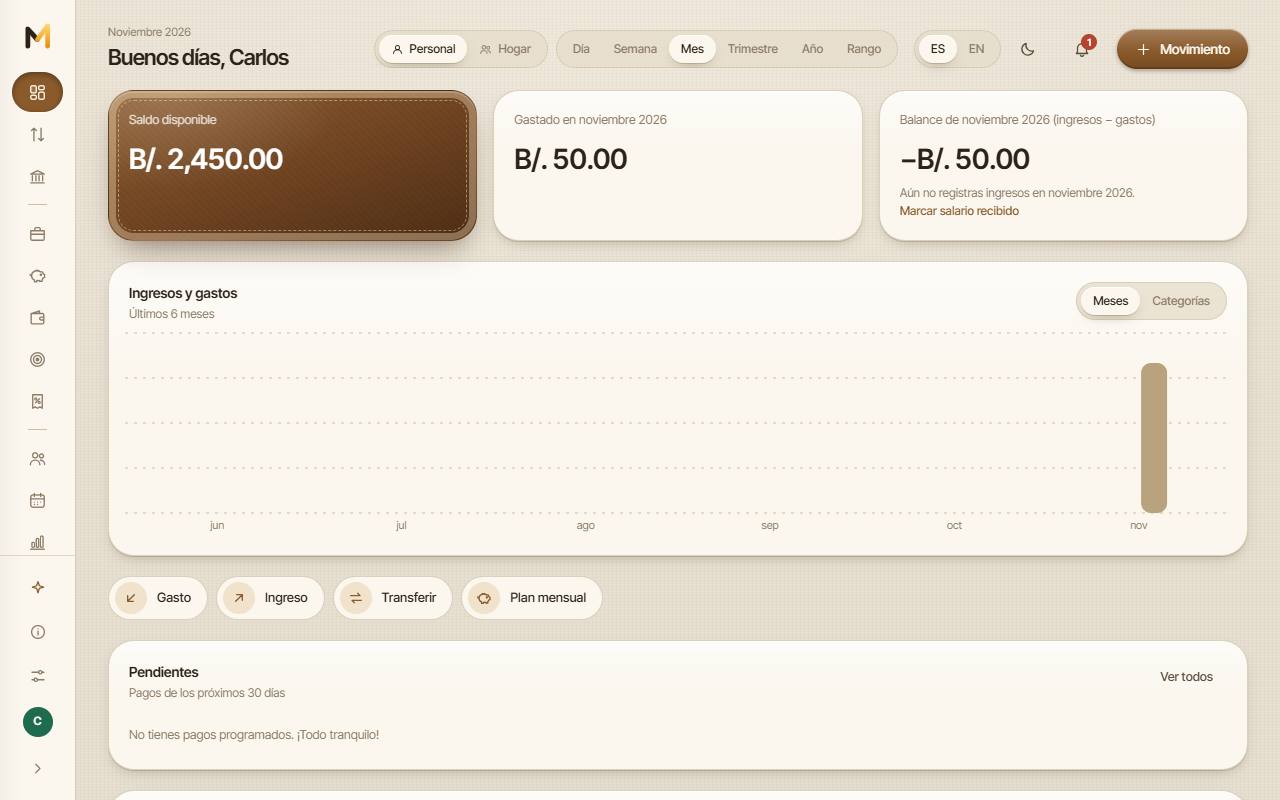 Noviembre 2026
Buenos días, Carlos
Personal
Hogar
Día
Semana
Mes
Trimestre
Año
Rango
ES
EN
1
Movimiento
Saldo disponible
B/. 2,450.00
Gastado en noviembre 2026
B/. 50.00
Balance de noviembre 2026 (ingresos – gastos)
–B/. 50.00
Aún no registras ingresos en noviembre 2026.
Marcar salario recibido
Ingresos y gastos
Últimos 6 meses
Meses
Categorías
jun
jul
ago
sep
oct
nov
Gasto
Ingreso
Transferir
Plan mensual
Pendientes
Pagos de los próximos 30 días
Ver todos
No tienes pagos programados. ¡Todo tranquilo!
C